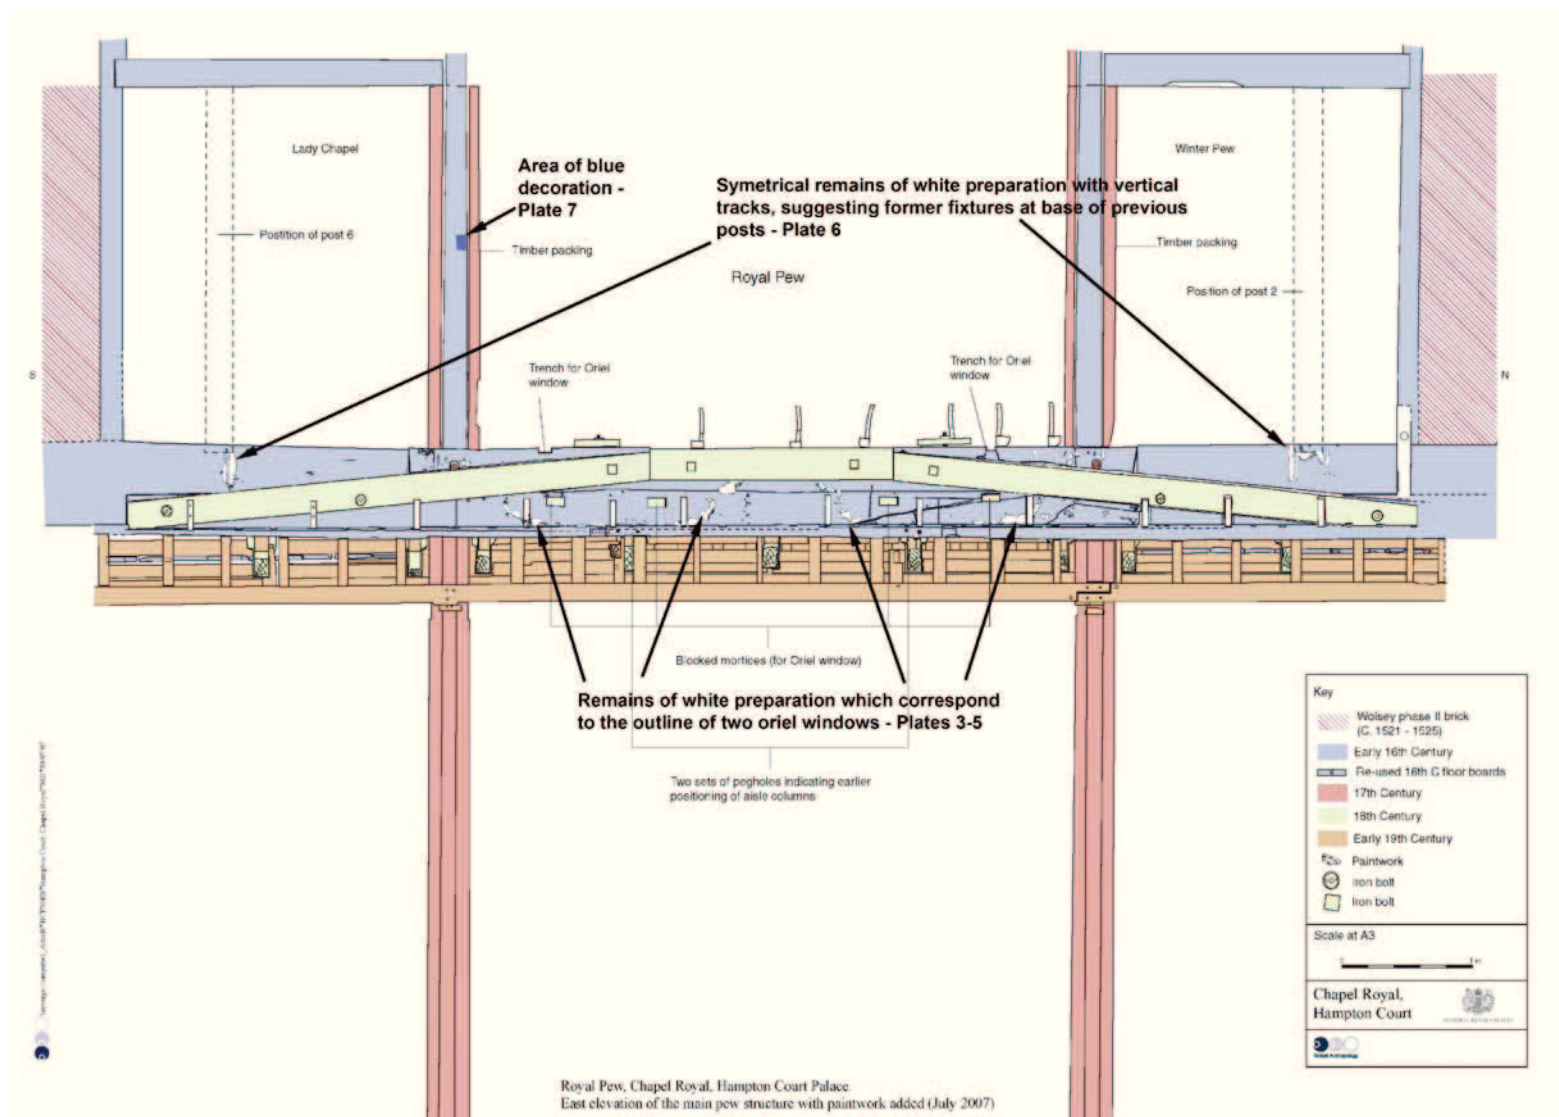 Lady Chapel
Winter Pew
Area of blue
decoration -
Plate 7
Symetrical remains of white preparation with vertical
tracks, suggesting former fixtures at base of previous
posts - Plate 6
Postition of post 6
Timber packing
Timber packing
Royal Pew
Position of post 2
Trench for Oriel
window
Trench for Oriel
window
S
N
Blocked mortices (for Oriel window)
Remains of white preparation which correspond
to the outline of two oriel windows - Plates 3-5
Two sets of pegholes indicating earlier
positioning of aisle columns
Key
Wolsey phase II brick
(C. 1521 - 1525)
Early 16th Century
Re-used 16th C floor boards
17th Century
18th Century
Early 19th Century
Paintwork
Iron bolt
Iron bolt
Scale at A3
Chapel Royal,
Hampton Court
Royal Pew, Chapel Royal, Hampton Court Palace.
East elevation of the main pew structure with paintwork added (July 2007)